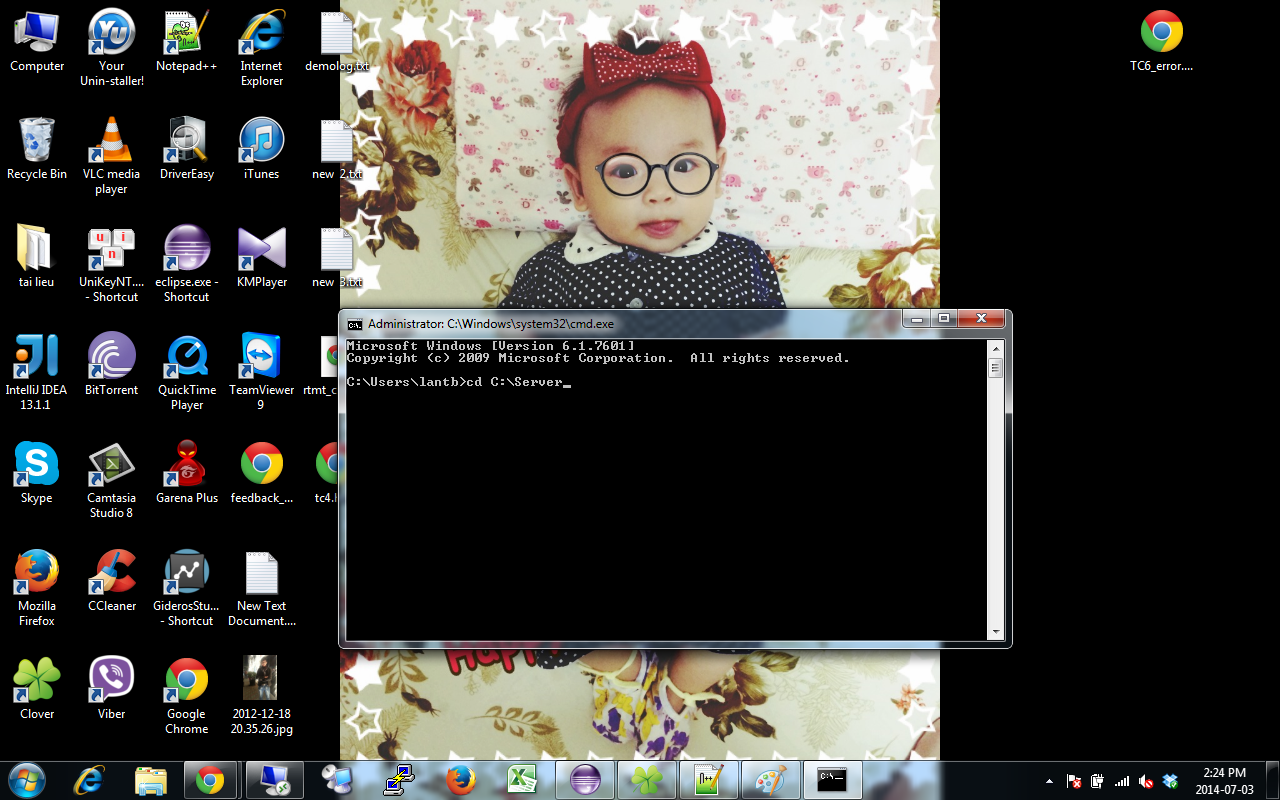 Computer
Your
Unin-staller!
Notepad++
Internet
Explorer
demolog.txt
TC6_error....
Recycle Bin
VLC media
player
DriverEasy
iTunes
new 2.txt
tai lieu
UniKeyNT....
- Shortcut
eclipse.exe -
Shortcut
KMPlayer
new 3.txt
Administrator: C:\Windows\system32\cmd.exe
Microsoft Windows [Version 6.1.7601]
Copyright (c) 2009 Microsoft Corporation.  All rights reserved.
C:\Users\lantb>cd C:\Server_
IntelliJ IDEA
13.1.1
BitTorrent
QuickTime
Player
TeamViewer
9
rtmt_c
Skype
Camtasia
Studio 8
Garena Plus
feedback_...
tc4.h
Mozilla
Firefox
CCleaner
GiderosStu...
- Shortcut
New Text
Document....
Clover
Viber
Google
Chrome
2012-12-18
20.35.26.jpg
2:24 PM
2014-07-03